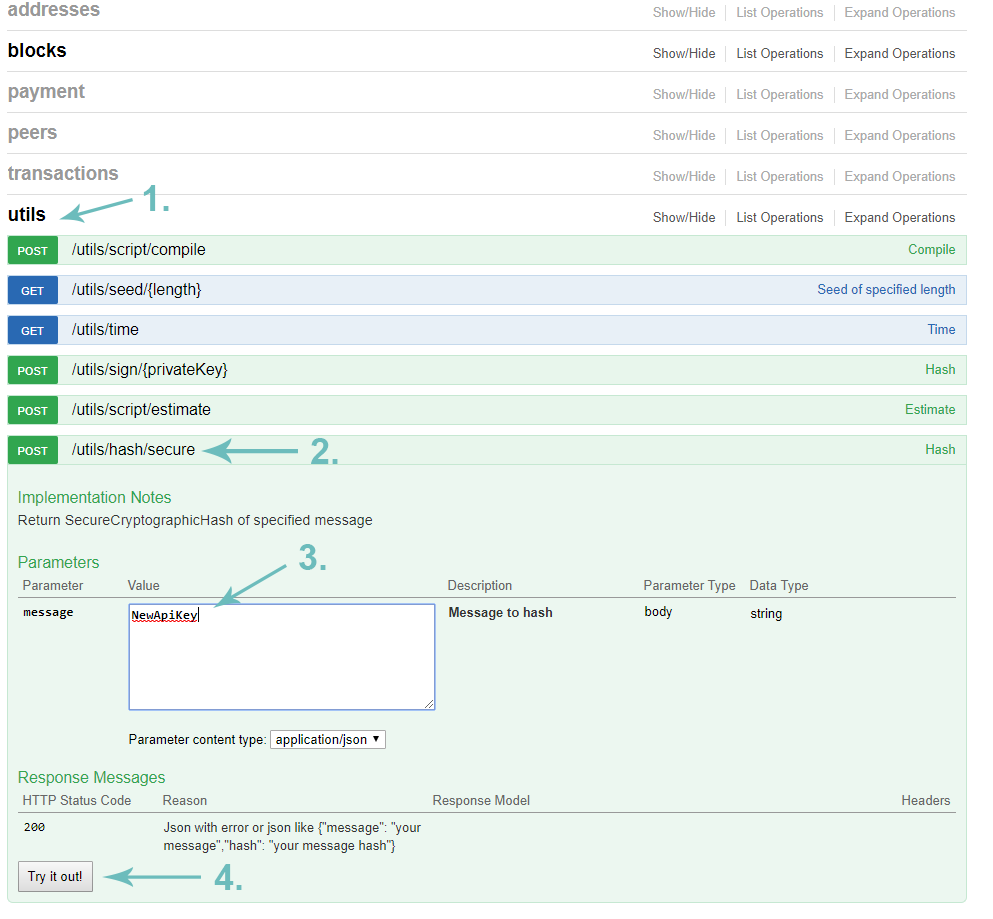 addresses Show/Hide List Operations Expand Operations
blocks Show/Hide List Operations Expand Operations
payment Show/Hide List Operations Expand Operations
peers Show/Hide List Operations Expand Operations
transactions Show/Hide List Operations Expand Operations
1.
utils Show/Hide List Operations Expand Operations
POST /utils/script/compile Compile
GET /utils/seed/{length} Seed of specified length
GET /utils/time Time
POST /utils/sign/{privateKey} Hash
POST /utils/script/estimate Estimate
POST /utils/hash/secure 2. Hash
Implementation Notes
Return SecureCryptographicHash of specified message
3.
Parameters
Parameter Value Description Parameter Type Data Type
message NewApiKey Message to hash body string
Parameter content type: application/json
Response Messages
HTTP Status Code Reason Response Model Headers
200 Json with error or json like {"message": "your
message","hash": "your message hash"}
Try it out! 4.